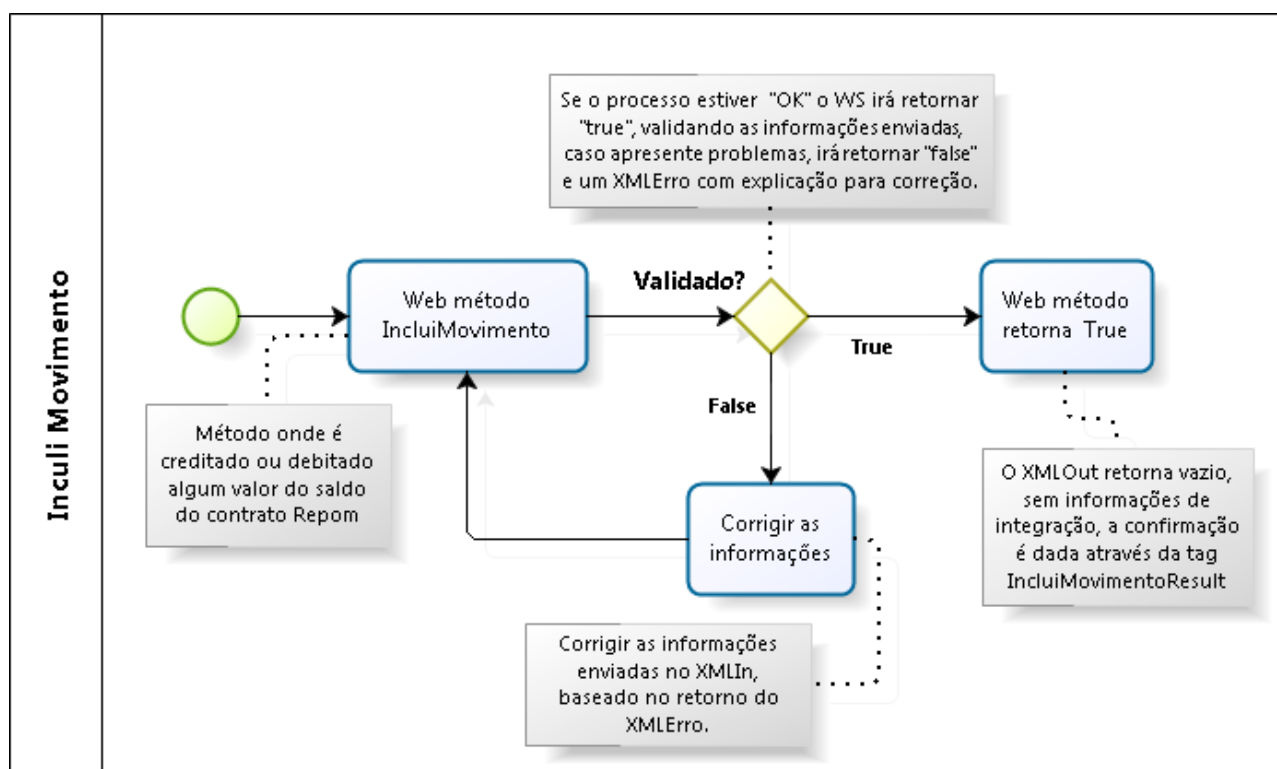 Inculi Movimento
Se o processo estiver "OK" o WS irá retornar
"true", validando as informações enviadas,
caso apresente problemas, irá retornar "false"
e um XMLErro com explicação para correção.
Web método
IncluiMovimento
Validado?
True
Web método
retorna True
False
Método onde é
creditado ou debitado
algum valor do saldo
do contrato Repom
Corrigir as
informações
O XMLOut retorna vazio,
sem informações de
integração, a confirmação
é dada através da tag
IncluiMovimentoResult
Corrigir as informações
enviadas no XMLIn,
baseado no retorno do
XMLErro.